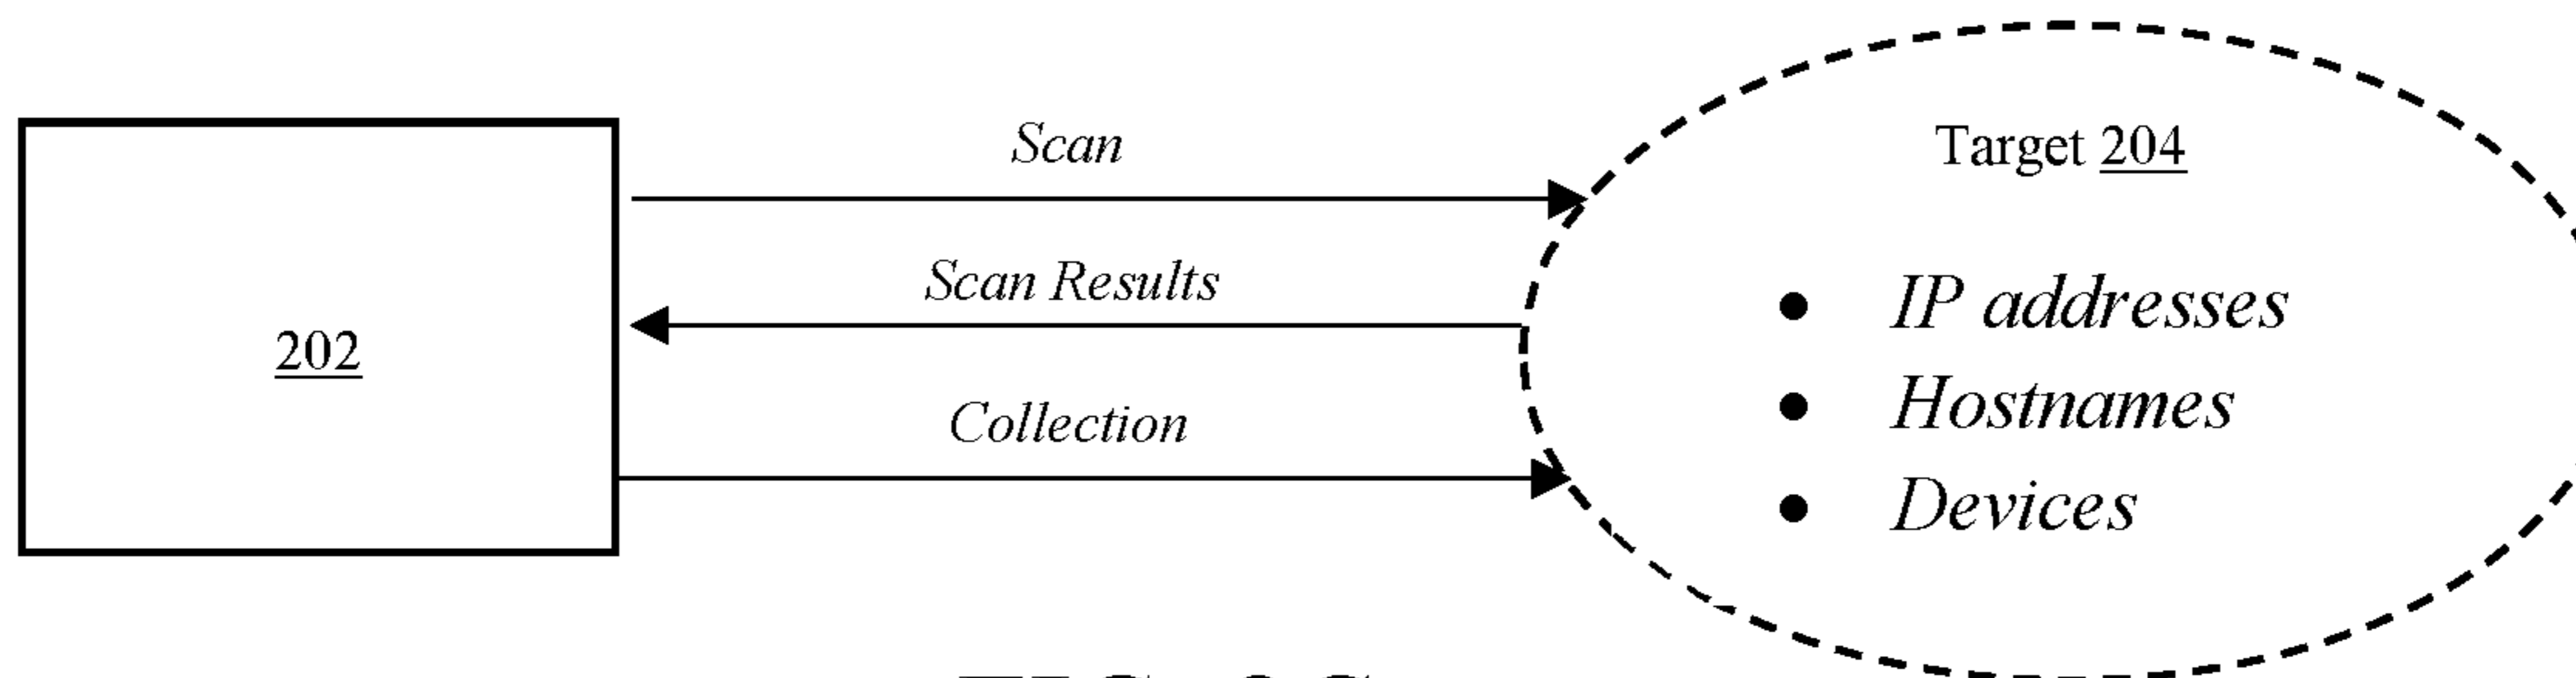 Scan
Target 204
Scan Results
IP addresses
202
Hostnames
Collection
Devices